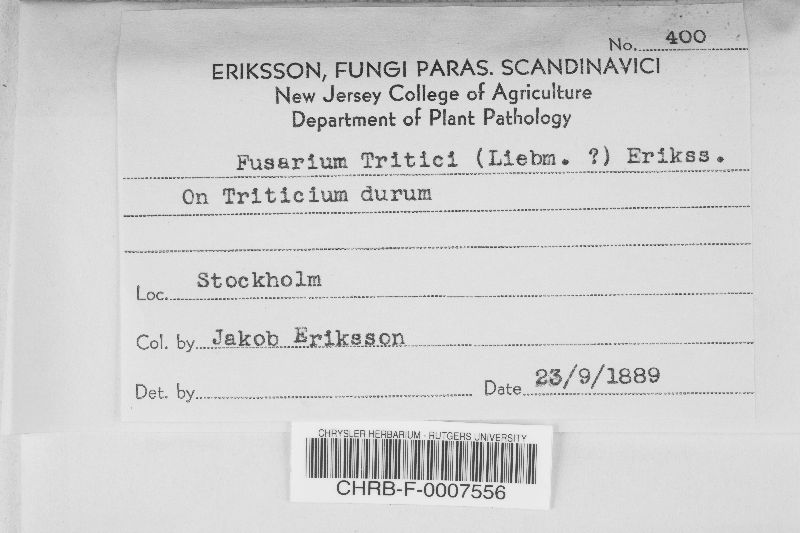 No. 400
ERIKSSON, FUNGI PARAS. SCANDINAVICI
New Jersey College of Agriculture
Department of Plant Pathology
Fusarium Tritici (Liebm. ?) Erikss.
On Triticium durum
Loc. Stockholm
Col. by Jakob Eriksson
Det. by
Date 23/9/1889
CHRYSLER HERBARIUM - RUTGERS UNIVERSITY
CHRB-F-0007556